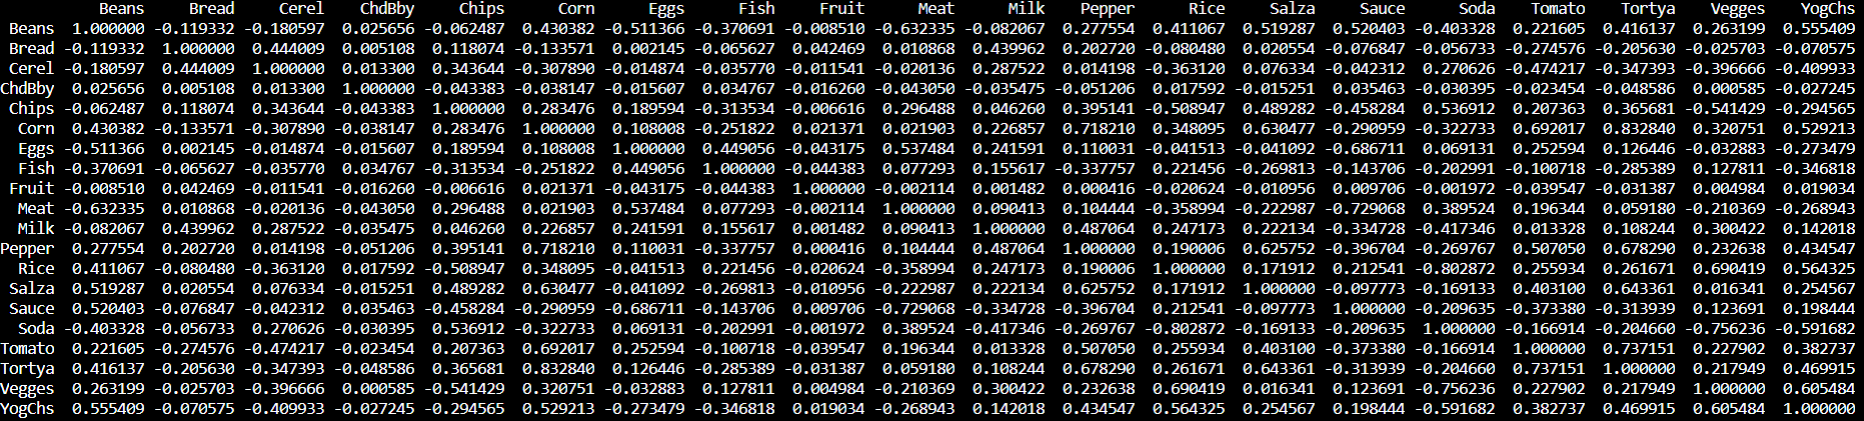 Beans Bread Cerel ChdBby Chips Corn Eggs Fish Fruit Meat Milk Pepper Rice Salza Sauce Soda Tomato Tortya Vegges YogChs
Beans 1.000000 -0.119332 -0.180597 0.025656 -0.062487 0.430382 -0.511366 -0.370691 -0.008510 -0.632335 -0.082067 0.277554 0.411067 0.519287 0.520403 -0.403328 0.221605 0.416137 0.263199 0.555409
Bread -0.119332 1.000000 0.444009 0.005108 0.118074 -0.133571 0.002145 -0.065627 0.042469 0.010868 0.439962 0.202720 -0.080480 0.020554 -0.076847 -0.056733 -0.274576 -0.205630 -0.025703 -0.070575
Cerel -0.180597 0.444009 1.000000 0.013300 0.343644 -0.307890 -0.014874 -0.035770 -0.011541 -0.020136 0.287522 0.014198 -0.363120 0.076334 -0.042312 0.270626 -0.474217 -0.347393 -0.396666 -0.409933
ChdBby 0.025656 0.005108 0.013300 1.000000 -0.043383 -0.038147 -0.015607 0.034767 -0.016260 -0.043050 -0.035475 -0.051206 0.017592 -0.015251 0.035463 -0.030395 -0.023454 -0.048586 0.000585 -0.027245
Chips -0.062487 0.118074 0.343644 -0.043383 1.000000 0.283476 0.189594 -0.313534 -0.006616 0.296488 0.046260 0.395141 -0.508947 0.489282 -0.458284 0.536912 0.207363 0.365681 -0.541429 -0.294565
Corn 0.430382 -0.133571 -0.307890 -0.038147 0.283476 1.000000 0.108008 -0.251822 0.021371 0.021903 0.226857 0.718210 0.348095 0.630477 -0.290959 -0.322733 0.692017 0.832840 0.320751 0.529213
Eggs -0.511366 0.002145 -0.014874 -0.015607 0.189594 0.108008 1.000000 0.449056 -0.043175 0.537484 0.241591 0.110031 -0.041513 -0.041092 -0.686711 0.069131 0.252594 0.126446 -0.032883 -0.273479
Fish -0.370691 -0.065627 -0.035770 0.034767 -0.313534 -0.251822 0.449056 1.000000 -0.044383 0.077293 0.155617 -0.337757 0.221456 -0.269813 -0.143706 -0.202991 -0.100718 -0.285389 0.127811 -0.346818
Fruit -0.008510 0.042469 -0.011541 -0.016260 -0.006616 0.021371 -0.043175 -0.044383 1.000000 -0.002114 0.001482 0.000416 -0.020624 -0.010956 0.009706 -0.001972 -0.039547 -0.031387 0.004984 0.019034
Meat -0.632335 0.010868 -0.020136 -0.043050 0.296488 0.021903 0.537484 0.077293 -0.002114 1.000000 0.090413 0.104444 -0.358994 -0.222987 -0.729068 0.389524 0.196344 0.059180 -0.210369 -0.268943
Milk -0.082067 0.439962 0.287522 -0.035475 0.046260 0.226857 0.241591 0.155617 0.001482 0.090413 1.000000 0.487064 0.247173 0.222134 -0.334728 -0.417346 0.013328 0.108244 0.300422 0.142018
Pepper 0.277554 0.202720 0.014198 -0.051206 0.395141 0.718210 0.110031 -0.337757 0.000416 0.104444 0.487064 1.000000 0.190006 0.625752 -0.396704 -0.269767 0.507050 0.678290 0.232638 0.434547
Rice 0.411067 -0.080480 -0.363120 0.017592 -0.508947 0.348095 -0.041513 0.221456 -0.020624 -0.358994 0.247173 0.190006 1.000000 0.171912 0.212541 -0.802872 0.255934 0.261671 0.690419 0.564325
Salza 0.519287 0.020554 0.076334 -0.015251 0.489282 0.630477 -0.041092 -0.269813 -0.010956 -0.222987 0.222134 0.625752 0.171912 1.000000 -0.097773 -0.169133 0.403100 0.643361 0.016341 0.254567
Sauce 0.520403 -0.076847 -0.042312 0.035463 -0.458284 -0.290959 -0.686711 -0.143706 0.009706 -0.729068 -0.334728 -0.396704 0.212541 -0.097773 1.000000 -0.209635 -0.373380 -0.313939 0.123691 0.198444
Soda -0.403328 -0.056733 0.270626 -0.030395 0.536912 -0.322733 0.069131 -0.202991 -0.001972 0.389524 -0.417346 -0.269767 -0.802872 -0.169133 -0.209635 1.000000 -0.166914 -0.204660 -0.756236 -0.591682
Tomato 0.221605 -0.274576 -0.474217 -0.023454 0.207363 0.692017 0.252594 -0.100718 -0.039547 0.196344 0.013328 0.507050 0.255934 0.403100 -0.373380 -0.166914 1.000000 0.737151 0.227902 0.382737
Tortya 0.416137 -0.205630 -0.347393 -0.048586 0.365681 0.832840 0.126446 -0.285389 -0.031387 0.059180 0.108244 0.678290 0.261671 0.643361 -0.313939 -0.204660 0.737151 1.000000 0.217949 0.469915
Vegges 0.263199 -0.025703 -0.396666 0.000585 -0.541429 0.320751 -0.032883 0.127811 0.004984 -0.210369 0.300422 0.232638 0.690419 0.016341 0.123691 -0.756236 0.227902 0.217949 1.000000 0.605484
YogChs 0.555409 -0.070575 -0.409933 -0.027245 -0.294565 0.529213 -0.273479 -0.346818 0.019034 -0.268943 0.142018 0.434547 0.564325 0.254567 0.198444 -0.591682 0.382737 0.469915 0.605484 1.000000